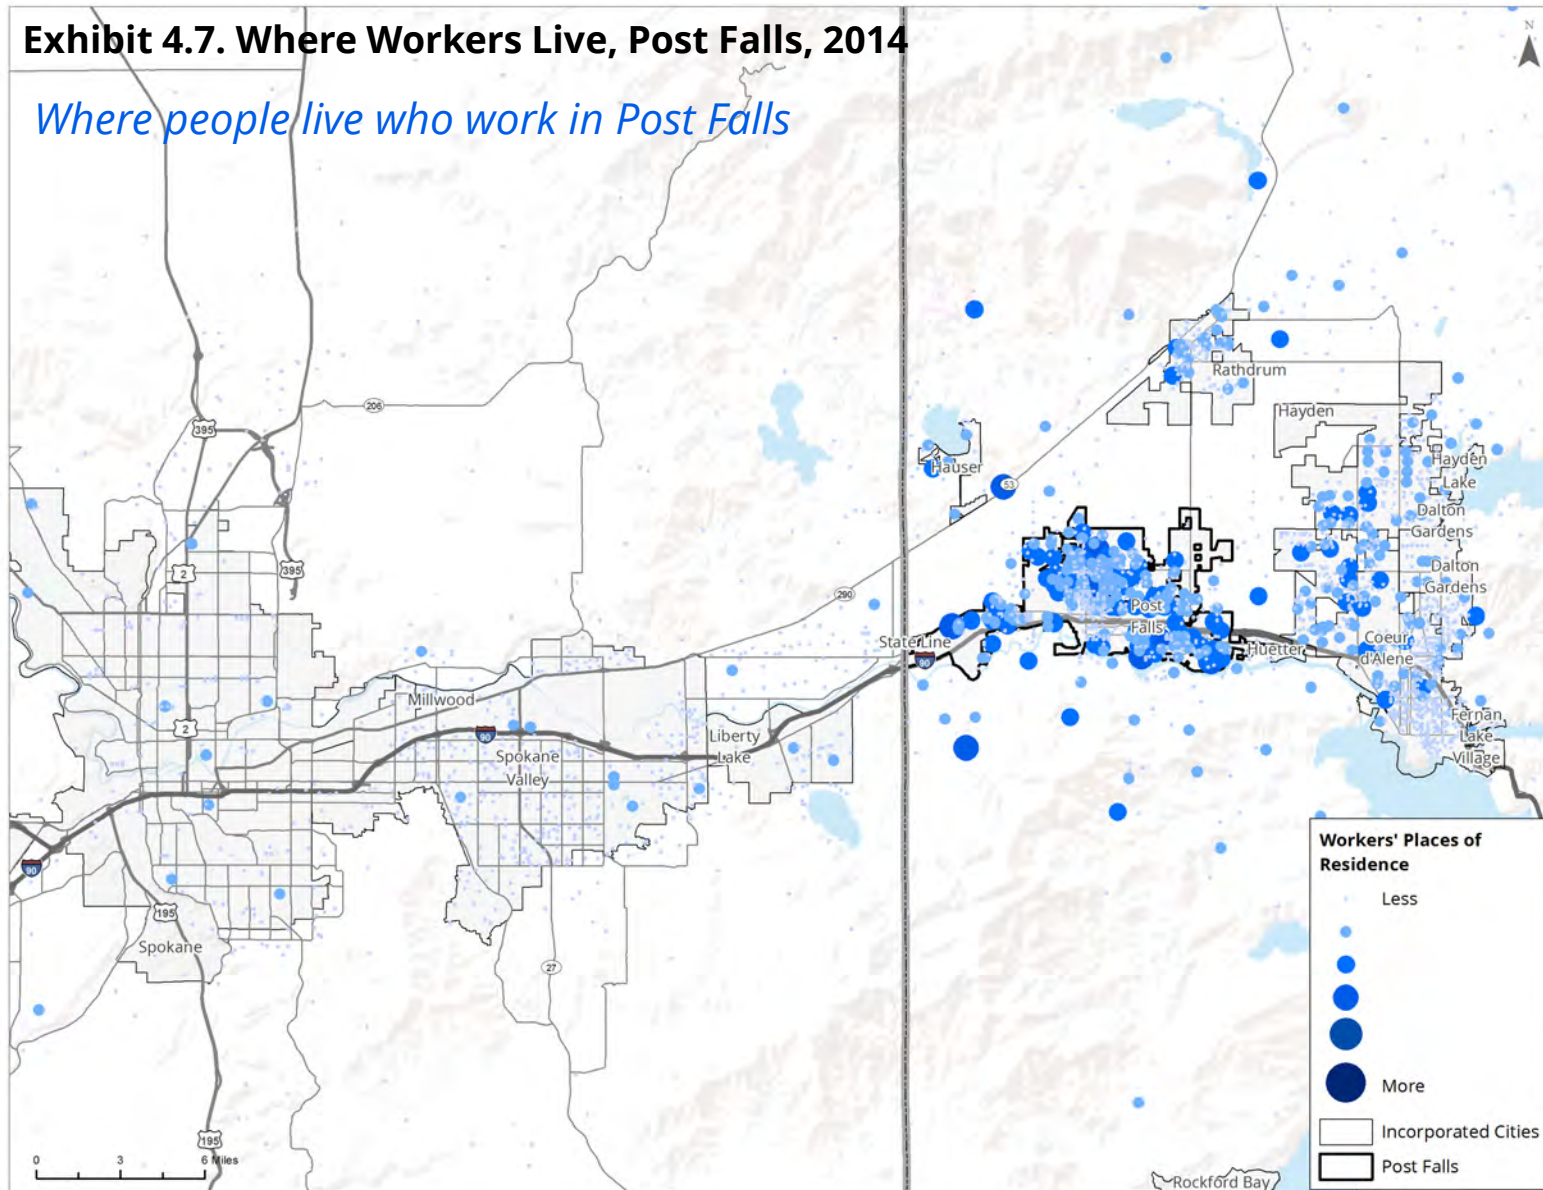 Exhibit 4.7. Where Workers Live, Post Falls, 2014
Where people live who work in Post Falls
N
Rathdrum
Hayden
206
395
Hayden
Lake
Hauser
53
Dalton
Gardens
2
395
Dalton
Gardens
290
Post
Falls
State Line
90
Huetter
Coeur
d'Alene
Millwood
2
90
Liberty
Lake
Fernan
Lake
Village
Spokane
Valley
90
195
Spokane
27
195
0 3 6 Miles
Workers' Places of
Residence
Less
More
Incorporated Cities
Post Falls
Rockford Bay